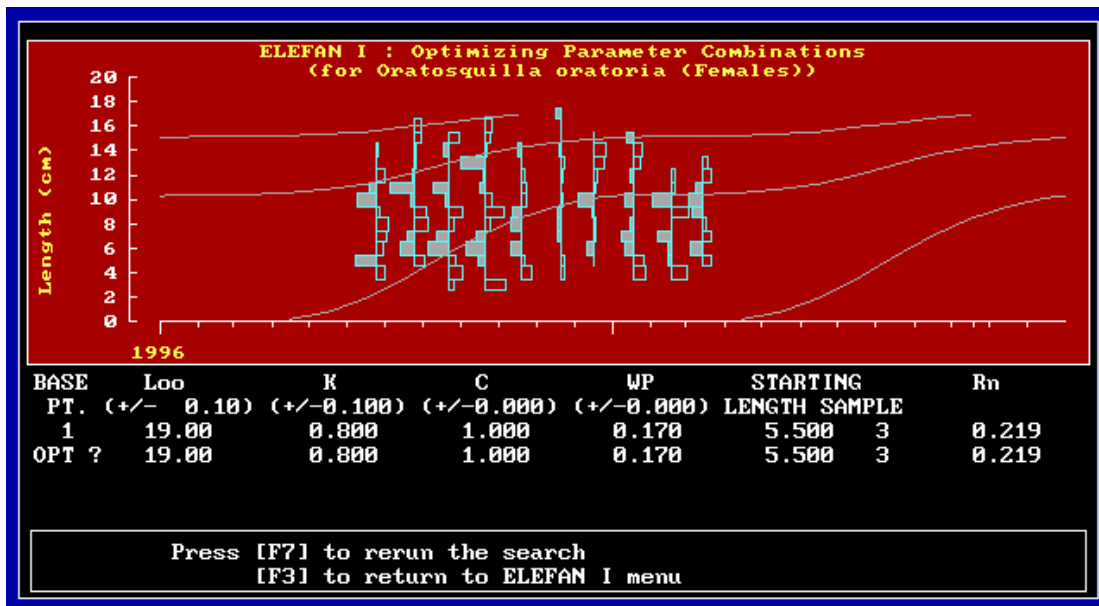 ELEFAN I : Optimizing Parameter Combinations
(for Oratosquilla oratoria (Females))
Length (cm)
20
18
16
14
12
10
8
6
4
2
0
1996
BASE Loo K C WP STARTING Rn
PT. (+/- 0.10) (+/-0.100) (+/-0.000) (+/-0.000) LENGTH SAMPLE
1 19.00 0.800 1.000 0.170 5.500 3 0.219
OPT ? 19.00 0.800 1.000 0.170 5.500 3 0.219
Press [F7] to rerun the search
[F3] to return to ELEFAN I menu